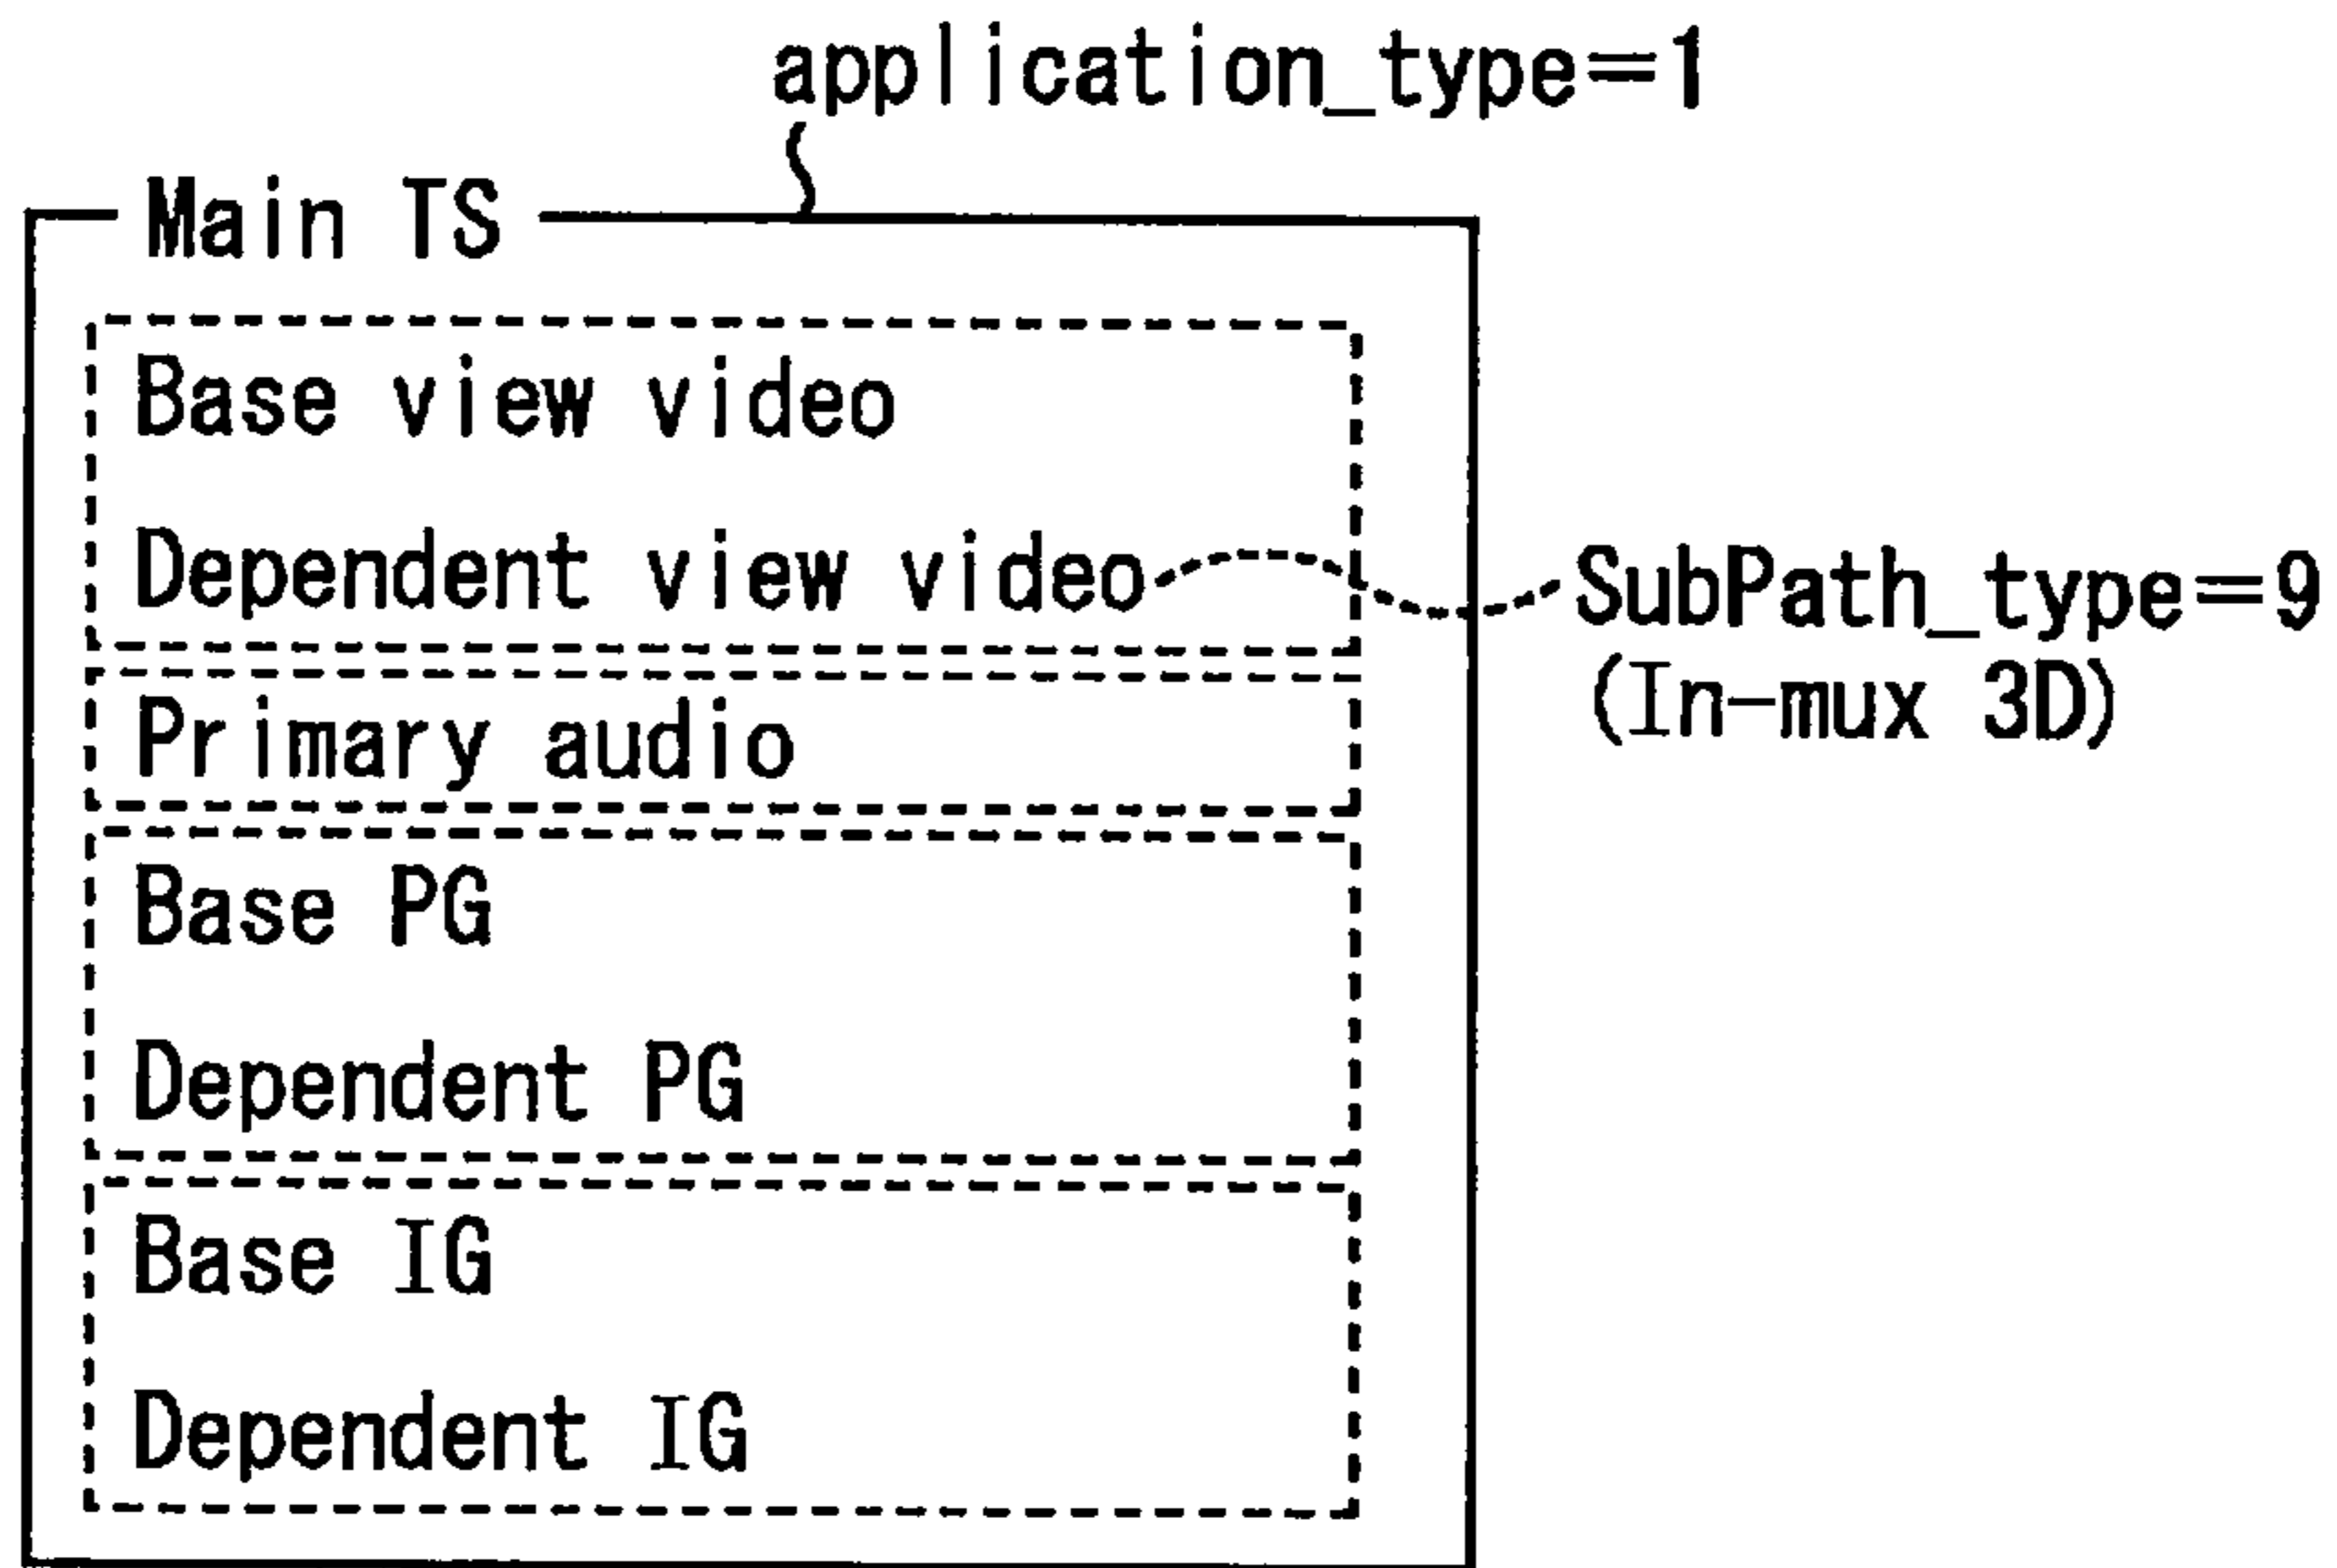 application_type=1
Main TS
Base view video
Dependent view video
SubPath_type=9
(In-mux 3D)
Primary audio
Base PG
Dependent PG
Base IG
Dependent IG